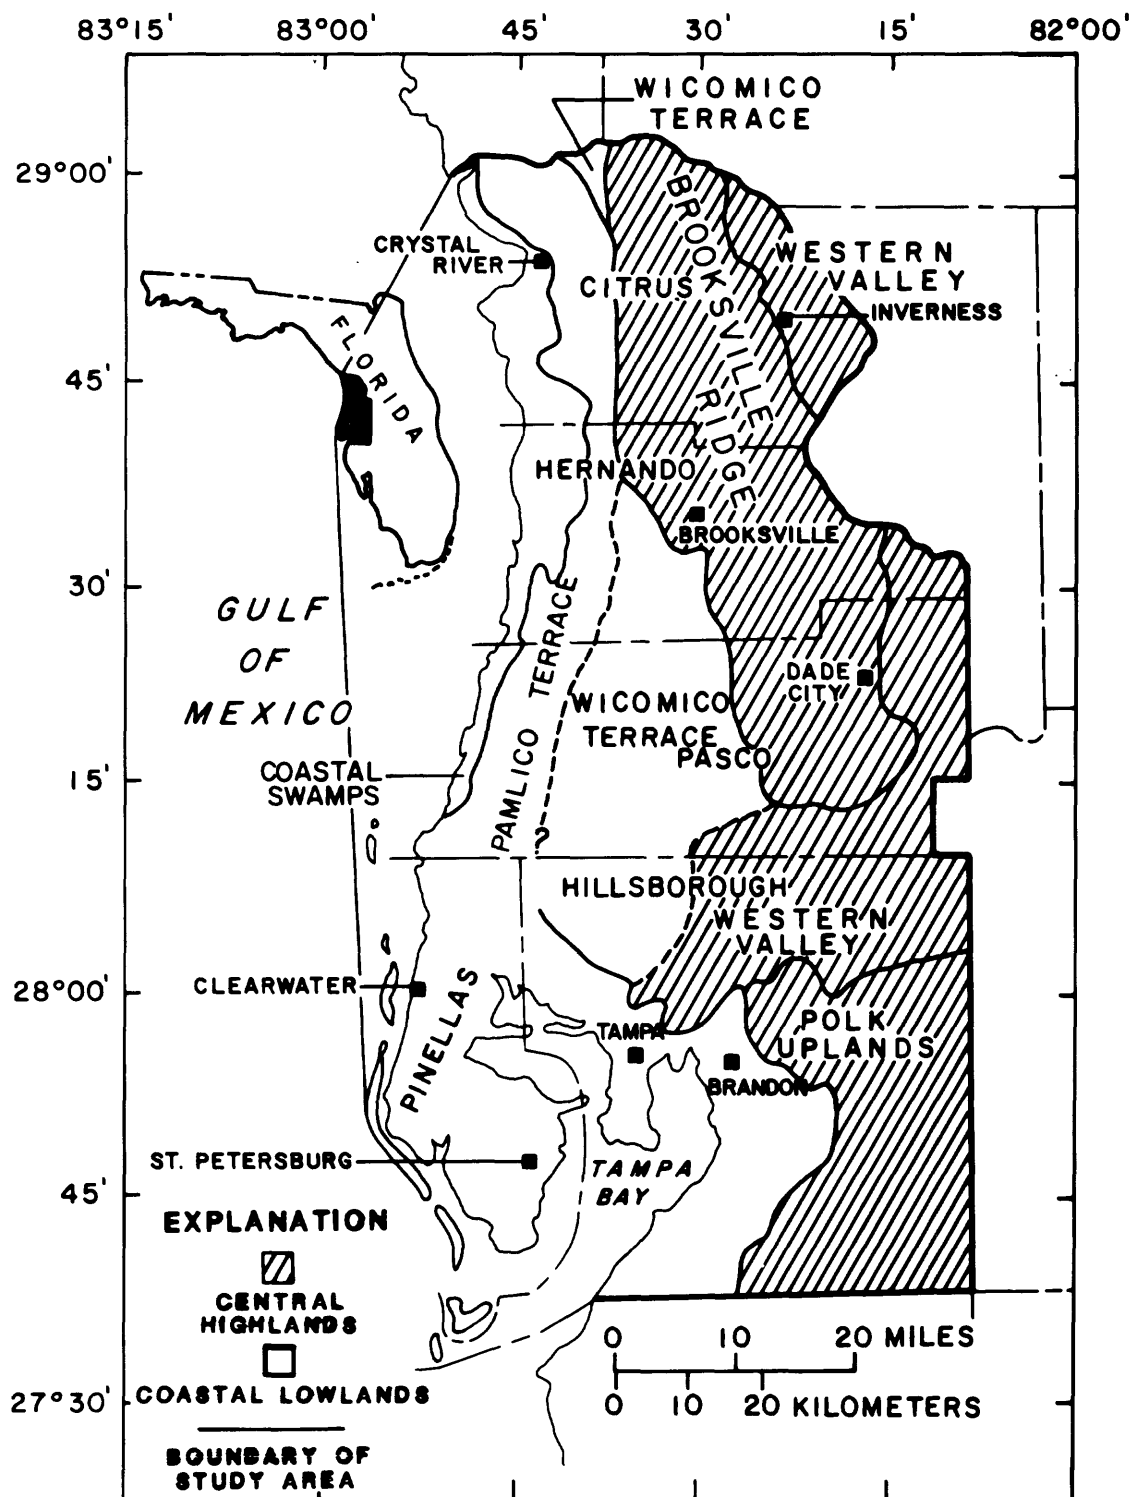 83°15'
83°00'
45'
30'
15'
82°00'
WICOMICO
TERRACE
29°00'
BROOKSVILLE
RIDGE
CRYSTAL
RIVER
CITRUS
WESTERN
VALLEY
INVERNESS
FLORIDA
45'
HERNANDO
BROOKSVILLE
30'
GULF
OF
MEXICO
PAMLICO TERRACE
DADE
CITY
WICOMICO
TERRACE
PASCO
COASTAL
SWAMPS
15'
?
HILLSBOROUGH
WESTERN
VALLEY
CLEARWATER
28°00'
PINELLAS
POLK
UPLANDS
TAMPA
BRANDON
ST. PETERSBURG
TAMPA
BAY
45'
EXPLANATION
CENTRAL
HIGHLANDS
COASTAL LOWLANDS
BOUNDARY OF
STUDY AREA
27°30'
0 10 20 MILES
0 10 20 KILOMETERS